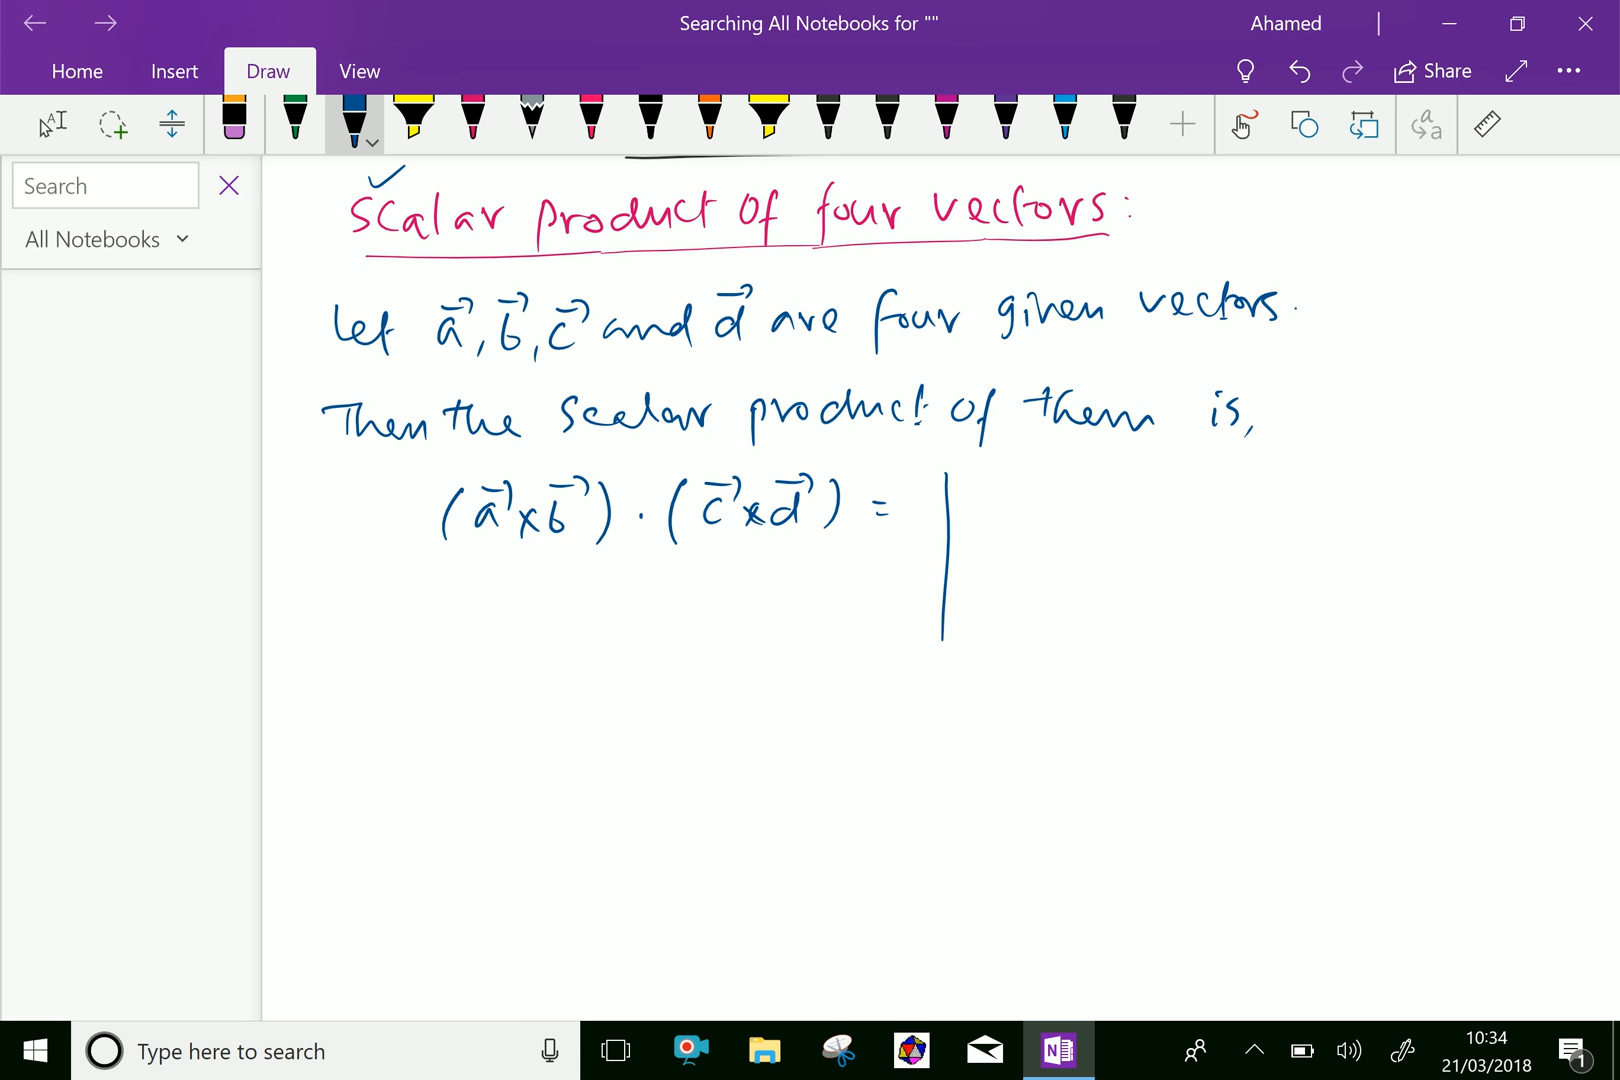 Searching All Notebooks for ""
Ahamed
Home Insert Draw View
Share
Search
All Notebooks
Scalar product of four vectors:
Let a⃗, b⃗, c⃗ and d⃗ are four given vectors.
Then the scalar product of them is,
(a⃗ × b⃗) · (c⃗ × d⃗) = |
Type here to search
10:34
21/03/2018
1